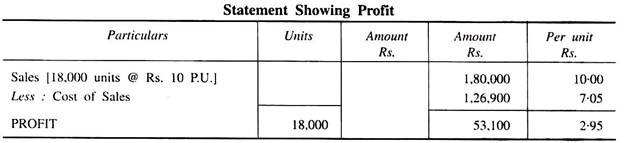 Statement Showing Profit
Particulars Units Amount Rs. Amount Rs. Per unit Rs.
Sales [18.000 units @ Rs. 10 P.U.] 1,80,000 10·00
Less : Cost of Sales 1,26,900 7·05
PROFIT 18,000 53,100 2·95